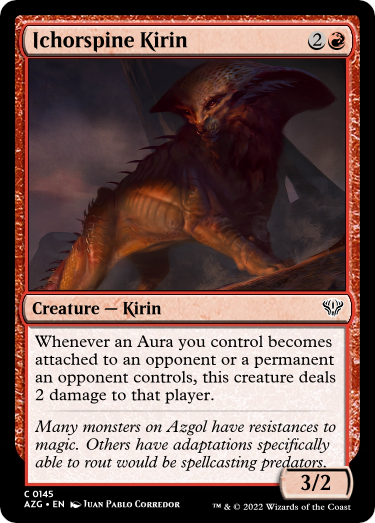 Ichorspine Kirin 2
Creature — Kirin
Whenever an Aura you control becomes
attached to an opponent or a permanent
an opponent controls, this creature deals
2 damage to that player.
Many monsters on Azgol have resistances to
magic. Others have adaptations specifically
able to rout would be spellcasting predators.
3/2
C 0145
AZG • EN Juan Pablo Corredor ™ & © 2022 Wizards of the Coast